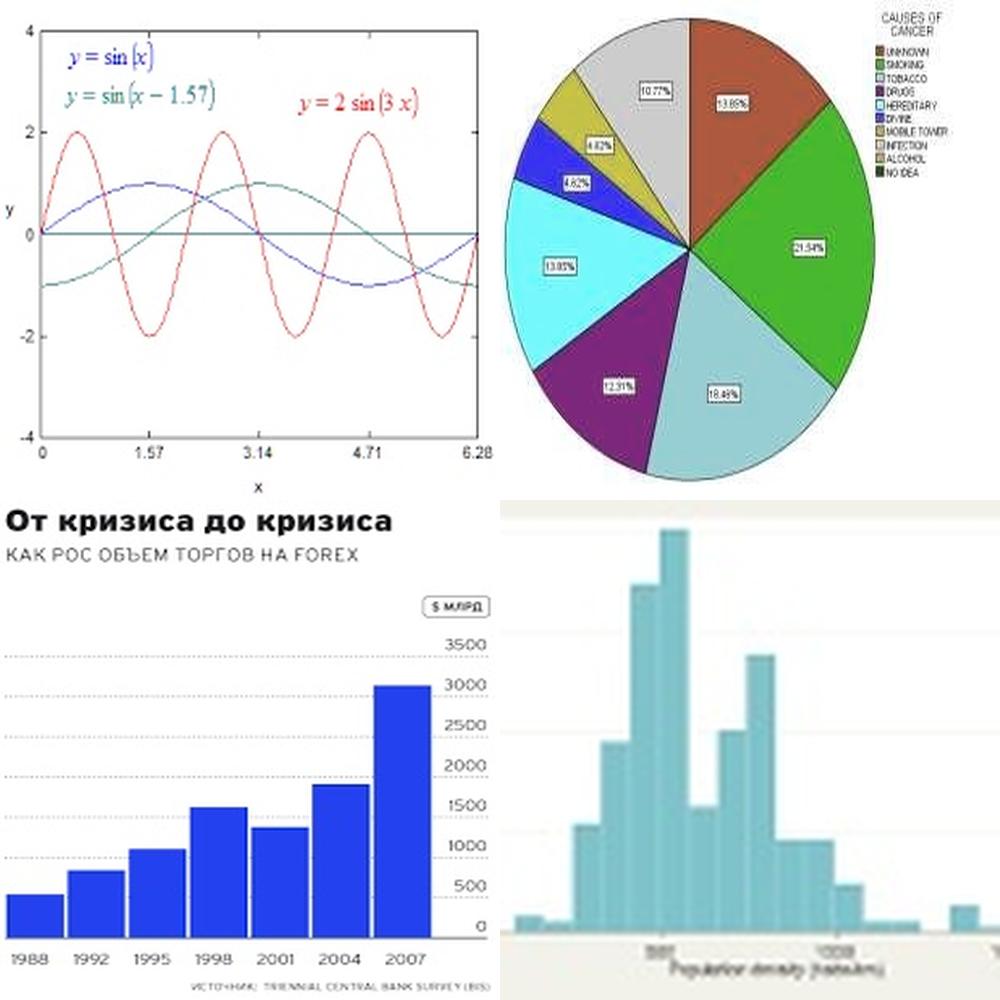 4
y = sin (x)
y = sin (x − 1.57)
y = 2 sin (3 x)
2
y
0
-2
-4
0 1.57 3.14 4.71 6.28
x
CAUSES OF
CANCER
UNKNOWN
SMOKING
TOBACCO
DRUGS
HEREDITARY
DIVINE
MOBILE TOWER
INFECTION
ALCOHOL
NO IDEA
10.77%
13.85%
4.62%
4.62%
21.54%
13.85%
12.31%
18.46%
От кризиса до кризиса
КАК РОС ОБЪЕМ ТОРГОВ НА FOREX
$ МЛРД
3500
3000
2500
2000
1500
1000
500
0
1988 1992 1995 1998 2001 2004 2007
ИСТОЧНИК: TRIENNIAL CENTRAL BANK SURVEY (BIS)
Population density